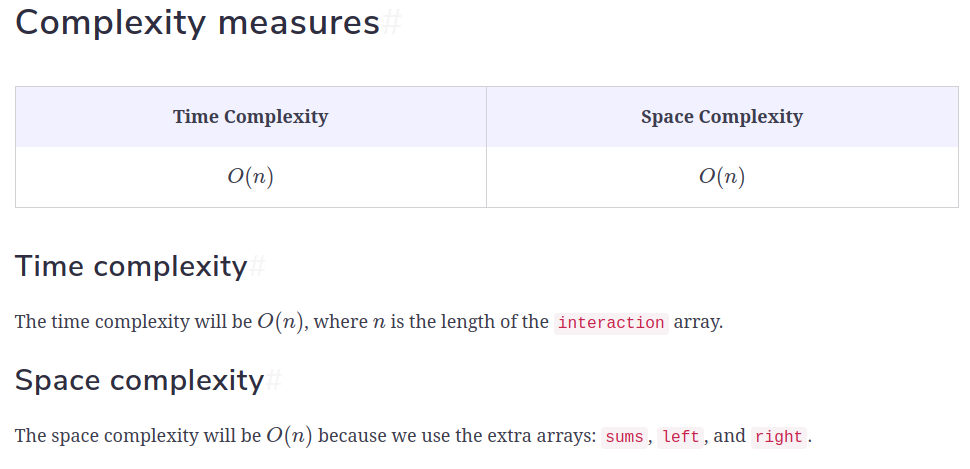 Complexity measures#
Time Complexity Space Complexity
O(n) O(n)
Time complexity#
The time complexity will be O(n), where n is the length of the interaction array.
Space complexity#
The space complexity will be O(n) because we use the extra arrays: sums, left, and right.